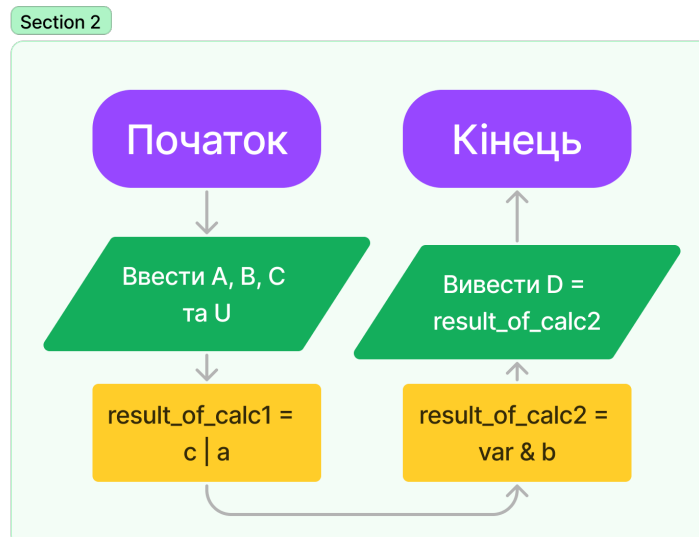 Section 2
Початок
Ввести A, B, C
та U
result_of_calc1 =
c | a
Кінець
Вивести D =
result_of_calc2
result_of_calc2 =
var & b